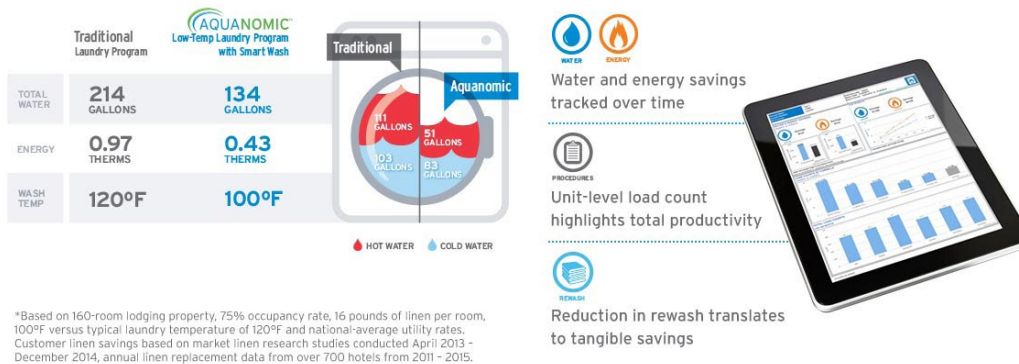 Traditional
Laundry Program
AQUANOMIC™
Low-Temp Laundry Program
with Smart Wash
TOTAL
WATER
214
GALLONS
134
GALLONS
ENERGY
0.97
THERMS
0.43
THERMS
WASH
TEMP
120ºF
100ºF
Traditional
Aquanomic
111
GALLONS
51
GALLONS
103
GALLONS
83
GALLONS
HOT WATER
COLD WATER
*Based on 160-room lodging property, 75% occupancy rate, 16 pounds of linen per room,
100ºF versus typical laundry temperature of 120ºF and national-average utility rates.
Customer linen savings based on market linen research studies conducted April 2013 –
December 2014, annual linen replacement data from over 700 hotels from 2011 – 2015.
WATER
ENERGY
Water and energy savings
tracked over time
PROCEDURES
Unit-level load count
highlights total productivity
REWASH
Reduction in rewash translates
to tangible savings